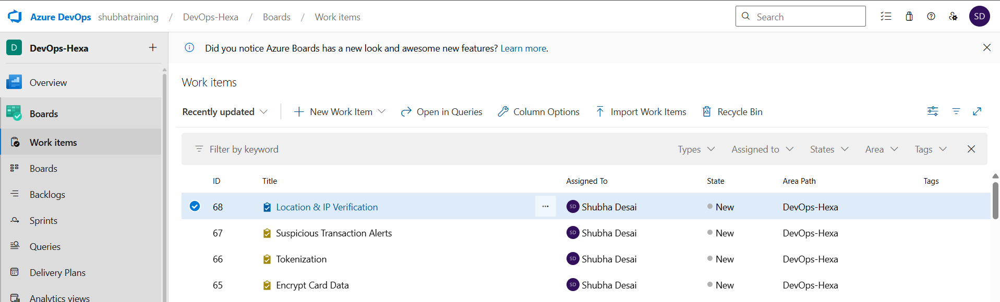 Azure DevOps shubhatraining / DevOps-Hexa / Boards / Work items Search SD
D DevOps-Hexa +
Did you notice Azure Boards has a new look and awesome new features? Learn more.
Overview
Boards
Work items
Boards
Backlogs
Sprints
Queries
Delivery Plans
Analytics views
Work items
Recently updated New Work Item Open in Queries Column Options Import Work Items Recycle Bin
Filter by keyword Types Assigned to States Area Tags
ID Title Assigned To State Area Path Tags
68 Location & IP Verification ... SD Shubha Desai New DevOps-Hexa
67 Suspicious Transaction Alerts SD Shubha Desai New DevOps-Hexa
66 Tokenization SD Shubha Desai New DevOps-Hexa
65 Encrypt Card Data SD Shubha Desai New DevOps-Hexa